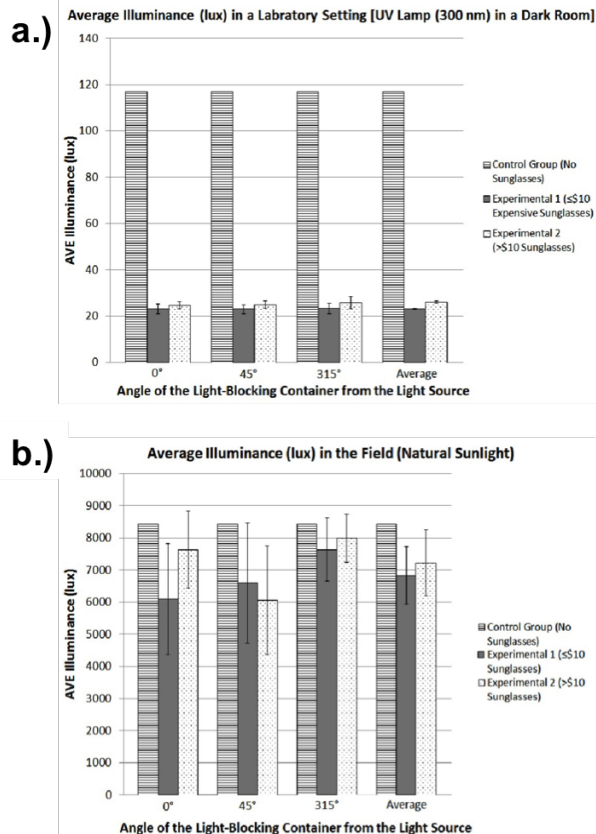 a.)
Average Illuminance (lux) in a Labratory Setting [UV Lamp (300 nm) in a Dark Room]
140
120
100
80
60
40
20
0
AVE Illuminance (lux)
0° 45° 315° Average
Angle of the Light-Blocking Container from the Light Source
Control Group (No
Sunglasses)
Experimental 1 (≤$10
Expensive Sunglasses)
Experimental 2
(>$10 Sunglasses)
b.)
Average Illuminance (lux) in the Field (Natural Sunlight)
10000
9000
8000
7000
6000
5000
4000
3000
2000
1000
0
AVE Illuminance (lux)
0° 45° 315° Average
Angle of the Light-Blocking Container from the Light Source
Control Group (No
Sunglasses)
Experimental 1 (≤$10
Sunglasses)
Experimental 2 (>$10
Sunglasses)